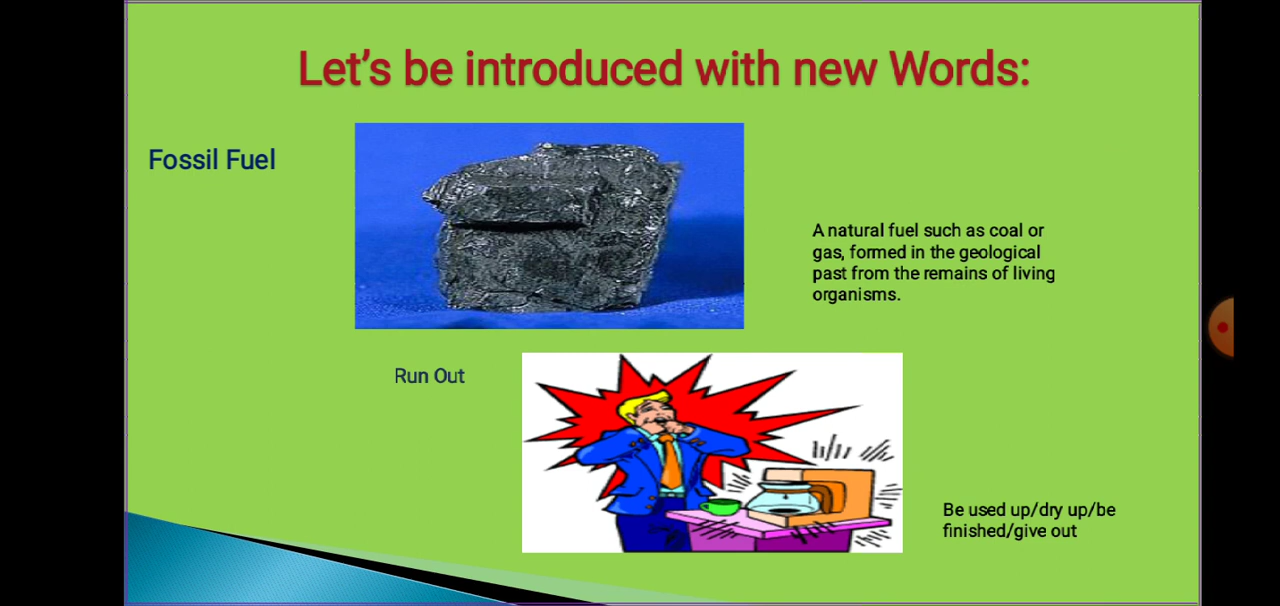 Let's be introduced with new Words:
Fossil Fuel
A natural fuel such as coal or
gas, formed in the geological
past from the remains of living
organisms.
Run Out
Be used up/dry up/be
finished/give out